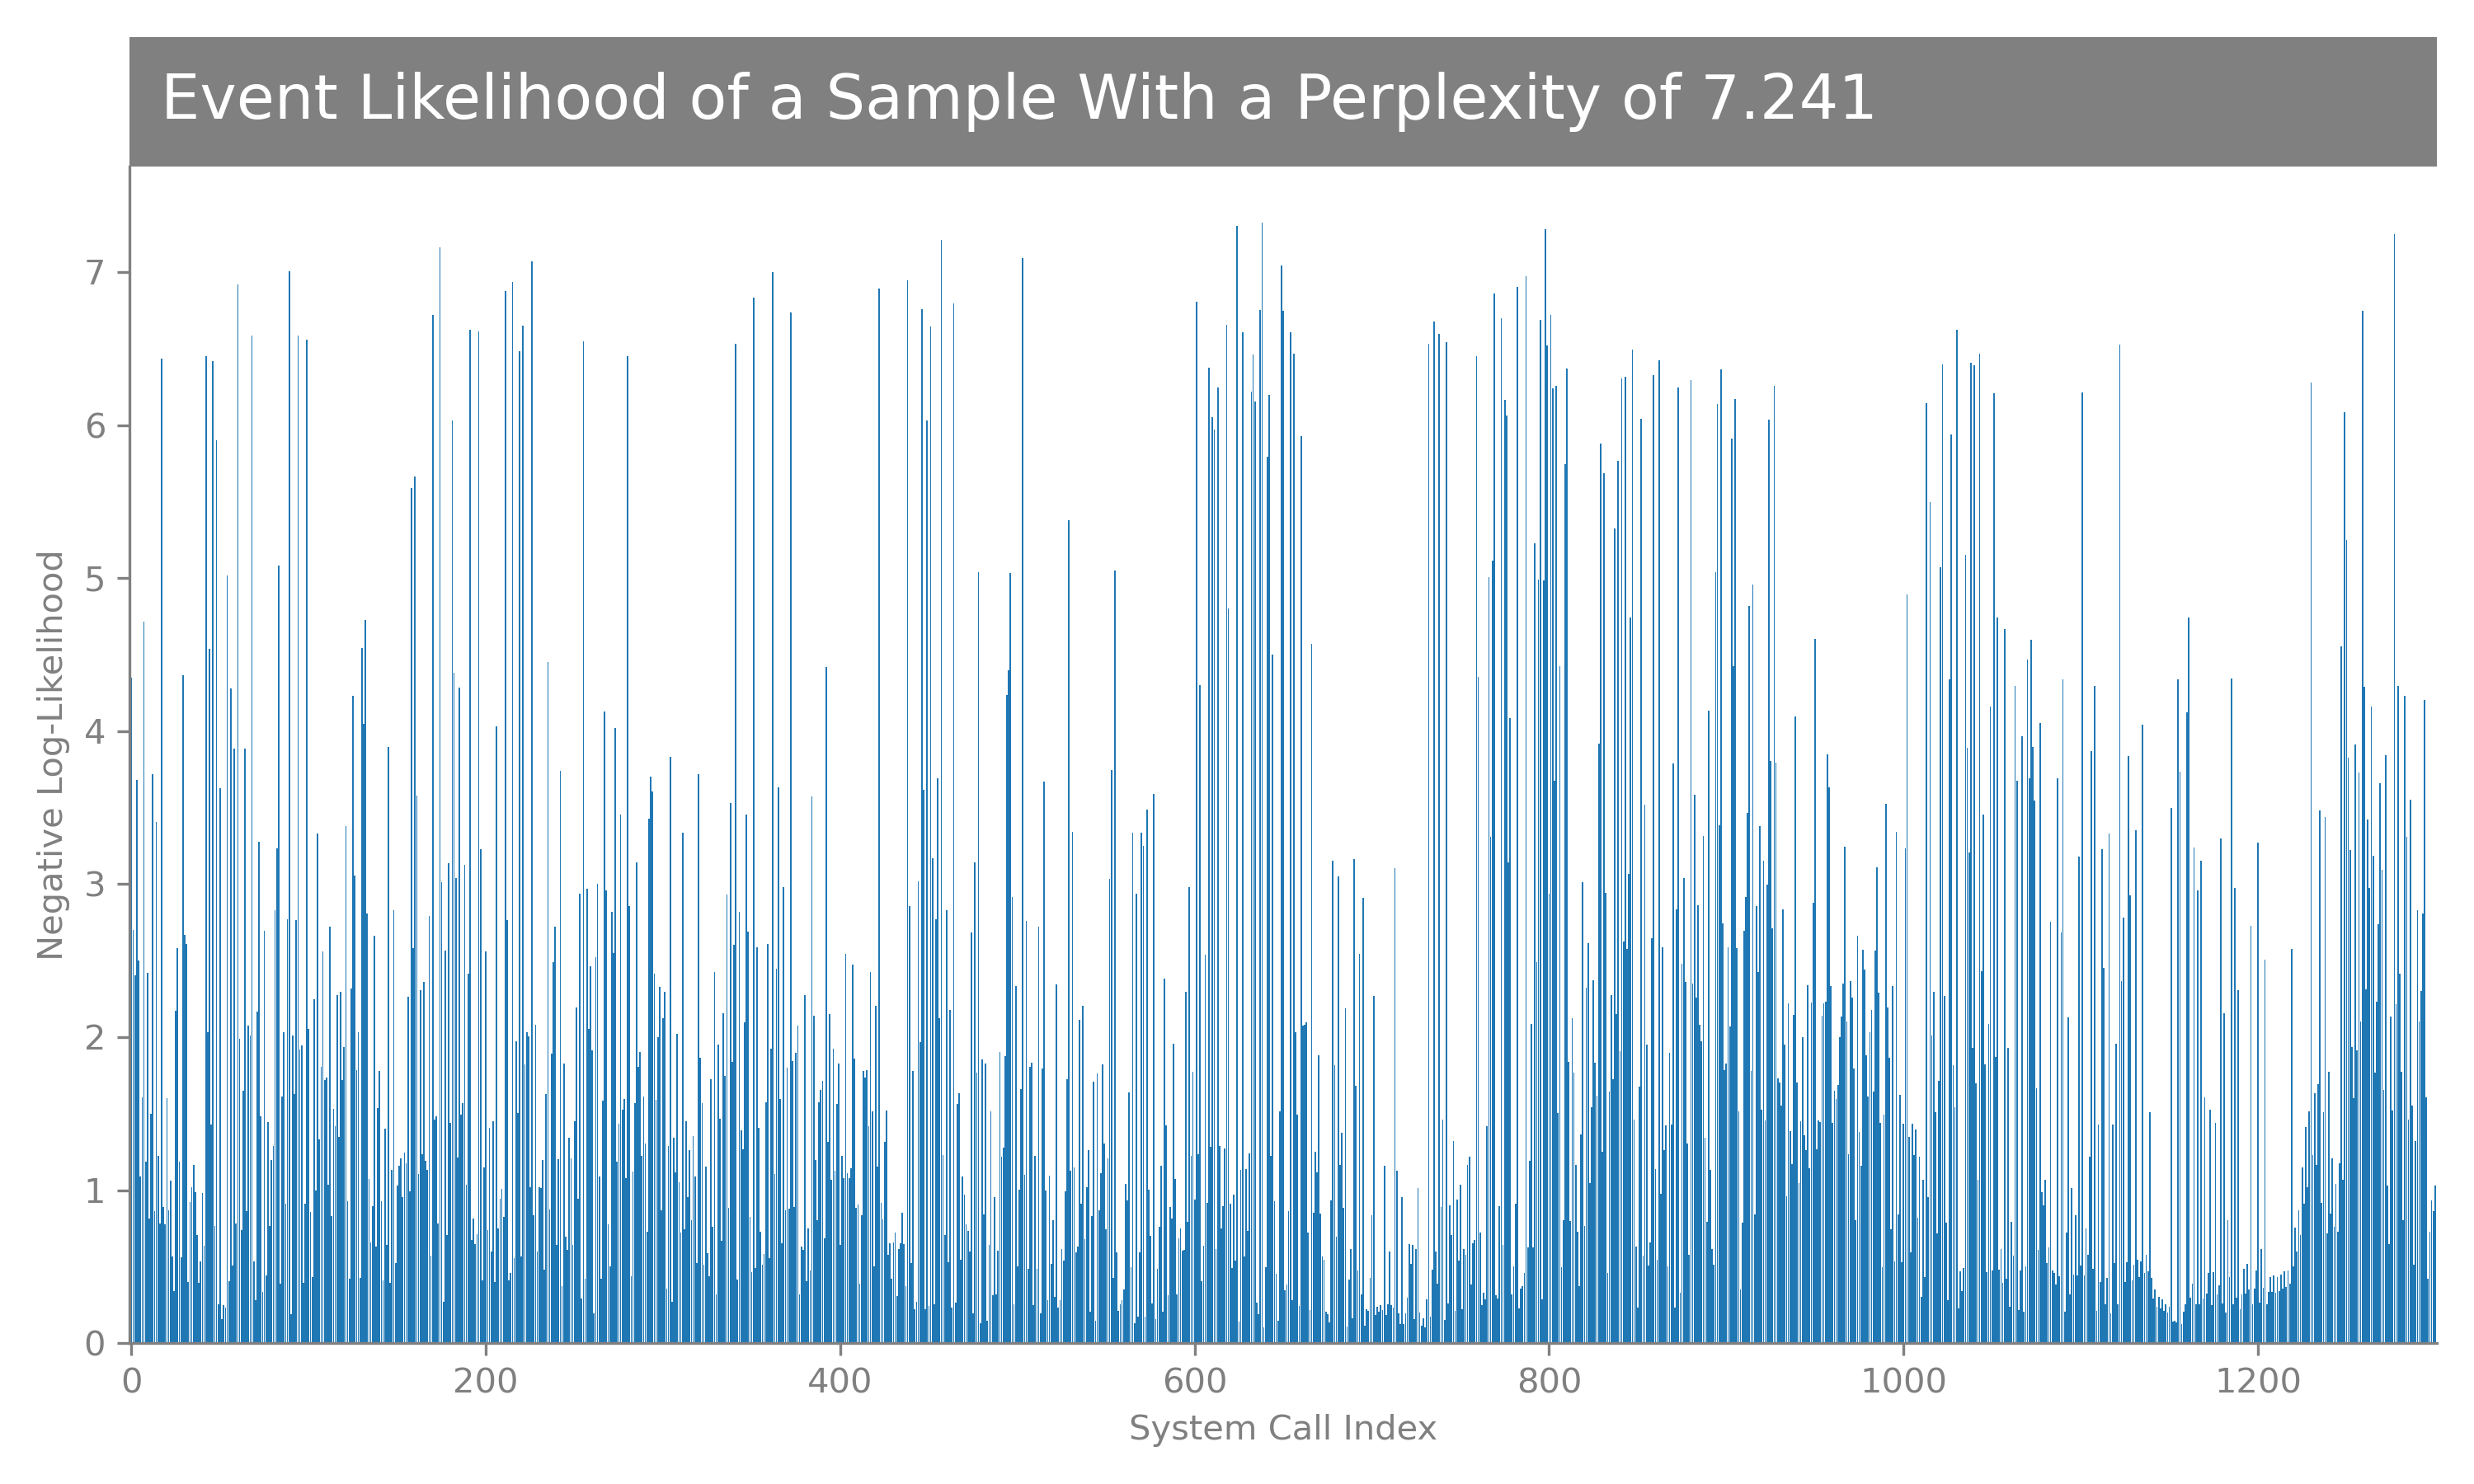 Event Likelihood of a Sample With a Perplexity of 7.241
Negative Log-Likelihood
7
6
5
4
3
2
1
0
0 200 400 600 800 1000 1200
System Call Index